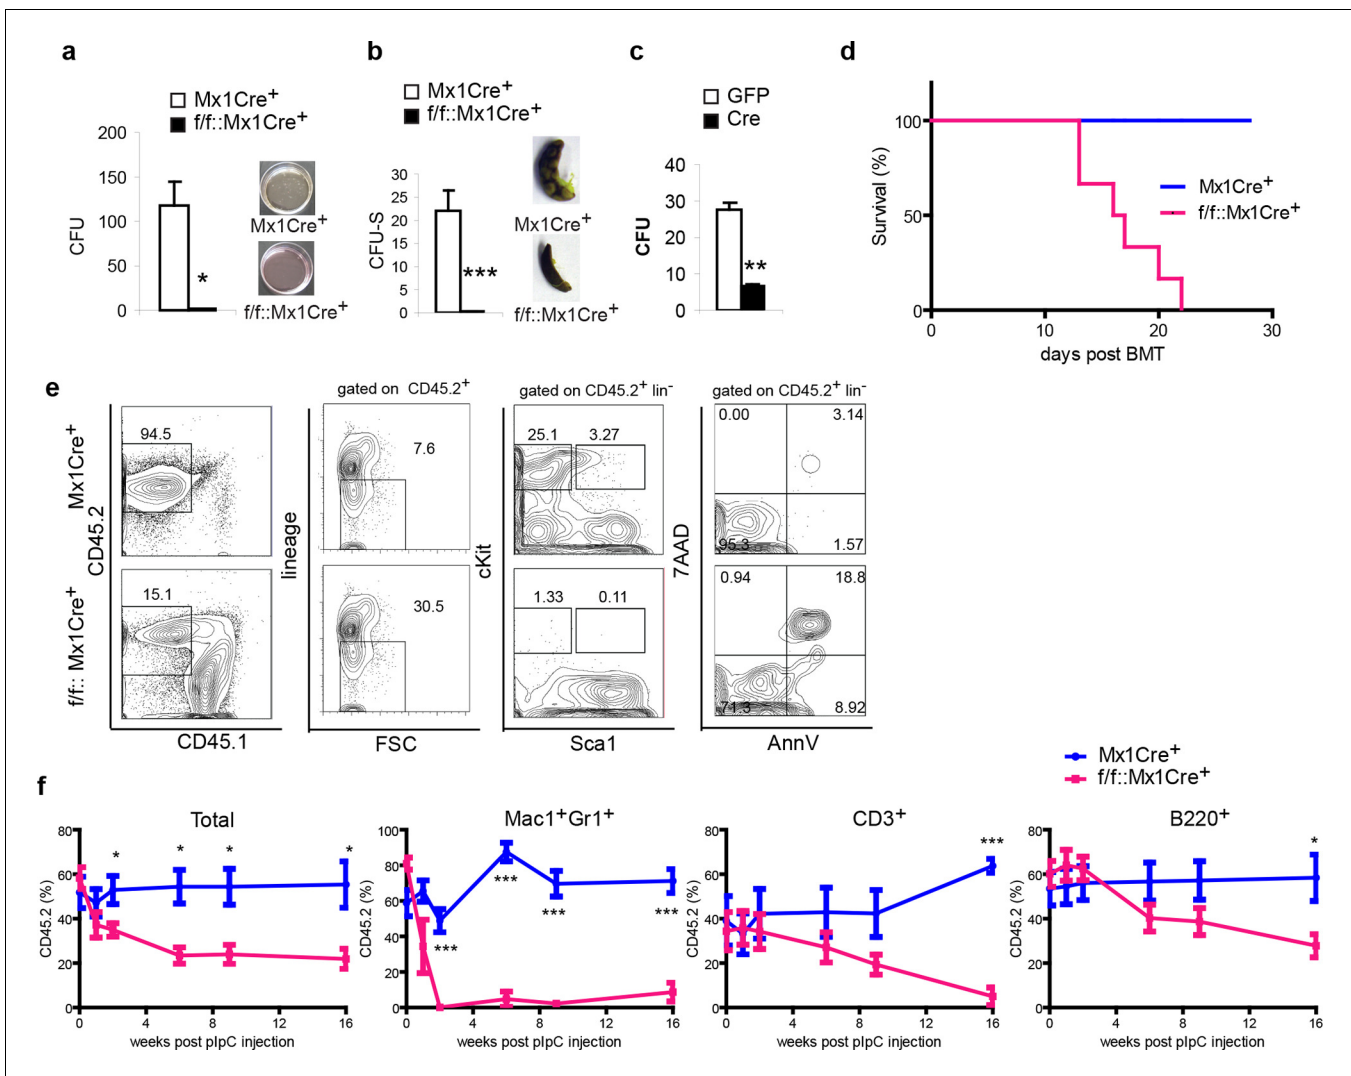 a
Mx1Cre+
f/f::Mx1Cre+
200
150
100
50
0
CFU
*
Mx1Cre+
f/f::Mx1Cre+
b
Mx1Cre+
f/f::Mx1Cre+
30
25
20
15
10
5
0
CFU-S
***
Mx1Cre+
f/f::Mx1Cre+
c
GFP
Cre
40
30
20
10
0
CFU
**
d
100
50
0
Survival (%)
Mx1Cre+
f/f::Mx1Cre+
0 10 20 30
days post BMT
e
gated on CD45.2+
gated on CD45.2+ lin-
gated on CD45.2+ lin-
Mx1Cre+
94.5
7.6
25.1 3.27
0.00 3.14
95.3 1.57
CD45.2
lineage
cKit
7AAD
f/f:: Mx1Cre+
15.1
30.5
1.33 0.11
0.94 18.8
71.3 8.92
CD45.1
FSC
Sca1
AnnV
Mx1Cre+
f/f::Mx1Cre+
f
Total
80
60
40
20
0
CD45.2 (%)
* * * *
0 4 8 12 16
weeks post pIpC injection
Mac1+Gr1+
100
80
60
40
20
0
CD45.2 (%)
*** *** *** ***
0 4 8 12 16
weeks post pIpC injection
CD3+
80
60
40
20
0
CD45.2 (%)
***
0 4 8 12 16
weeks post pIpC injection
B220+
80
60
40
20
0
CD45.2 (%)
*
0 4 8 12 16
weeks post pIpC injection